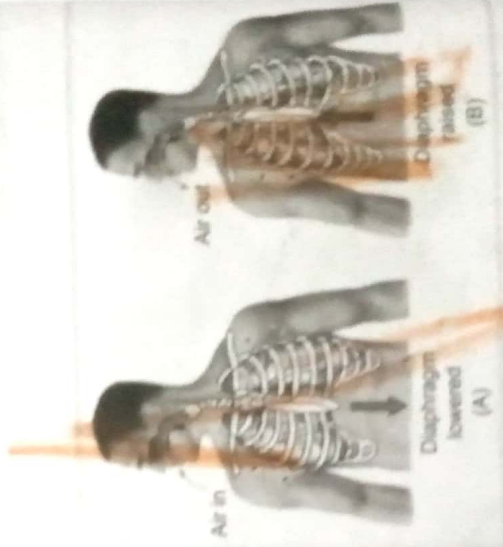 Air in
Diaphragm
lowered
(A)
Air out
Diaphragm
raised
(B)